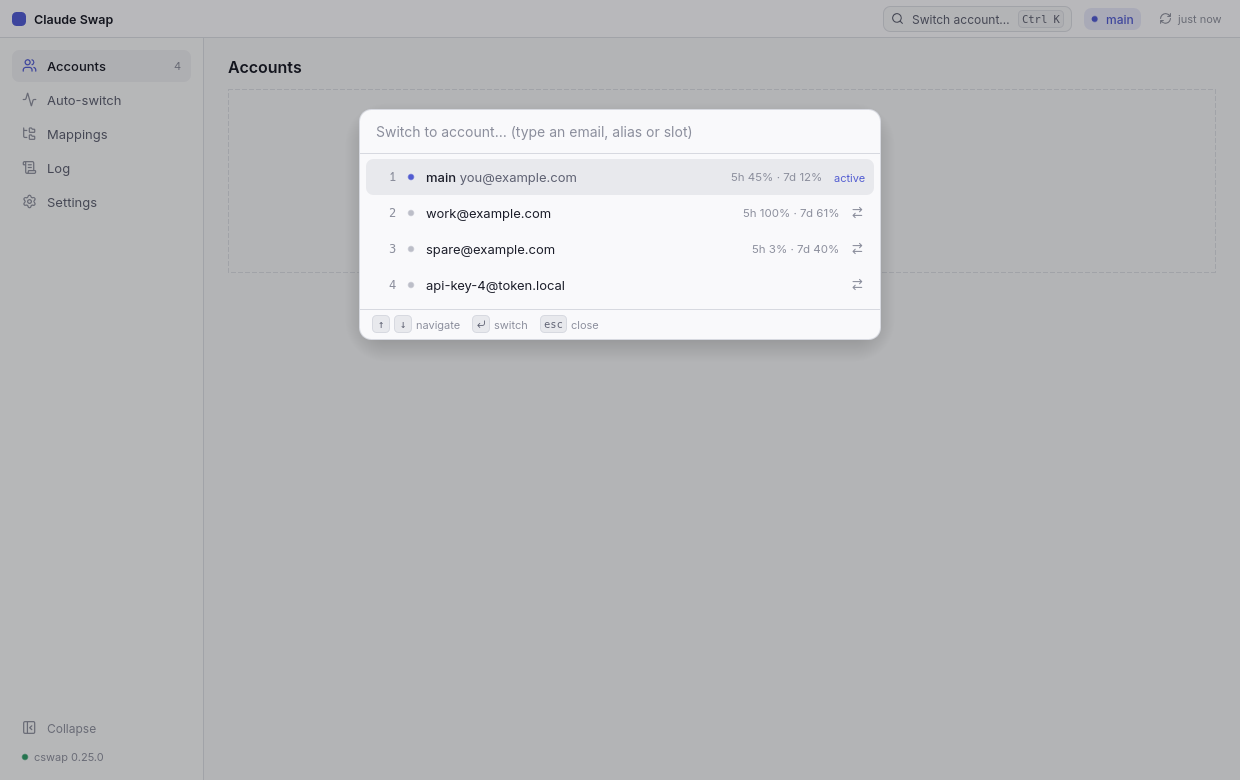 Claude Swap
Switch account... Ctrl K
main
just now
Accounts 4
Auto-switch
Mappings
Log
Settings
Accounts
Switch to account... (type an email, alias or slot)
1 main you@example.com 5h 45% · 7d 12% active
2 work@example.com 5h 100% · 7d 61%
3 spare@example.com 5h 3% · 7d 40%
4 api-key-4@token.local
↑ ↓ navigate ↵ switch esc close
Collapse
cswap 0.25.0